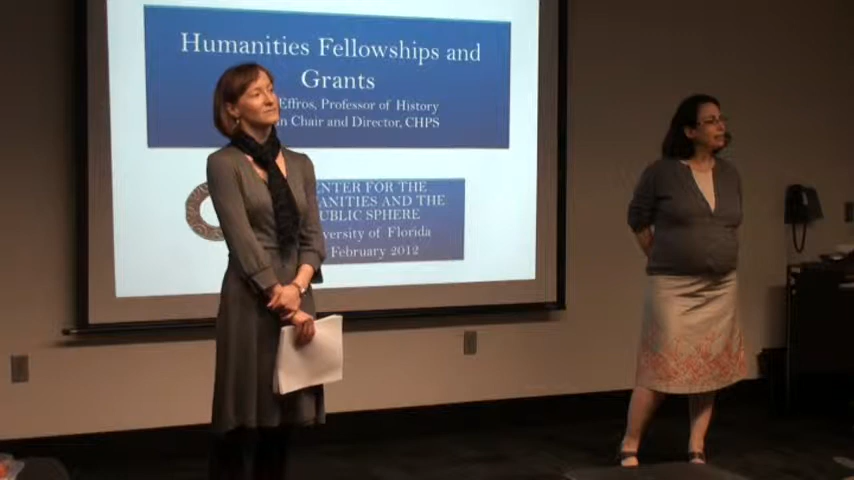 Humanities Fellowships and
Grants
Effros, Professor of History
Chair and Director, CHPS
ENTER FOR THE
ANITIES AND THE
UBLIC SPHERE
versity of Florida
February 2012